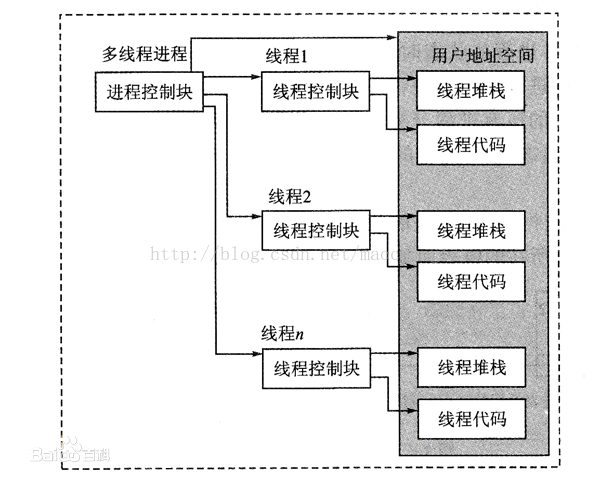 多线程进程
线程1
用户地址空间
进程控制块
线程控制块
线程堆栈
线程代码
线程2
线程控制块
线程堆栈
http://blog.csdn.net/
线程代码
线程n
线程控制块
线程堆栈
线程代码
Baidu百科